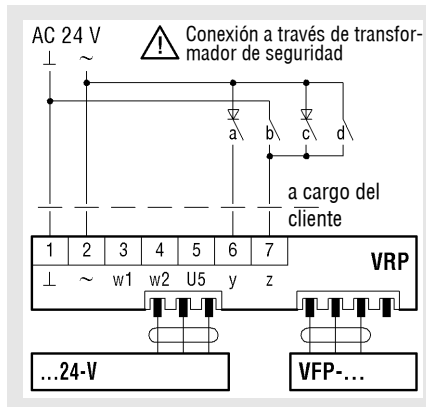 AC 24 V
Conexión a través de transfor-
mador de seguridad
⊥ ~
a b c d
a cargo del
cliente
1 2 3 4 5 6 7
VRP
⊥ ~ w1 w2 U5 y z
...24-V
VFP-...